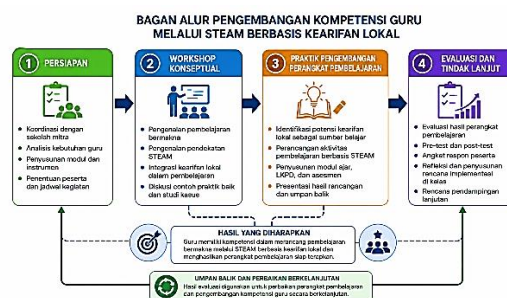 BAGAN ALUR PENGEMBANGAN KOMPETENSI GURU
MELALUI STEAM BERBASIS KEARIFAN LOKAL
1 PERSIAPAN
• Koordinasi dengan
sekolah mitra
• Analisis kebutuhan guru
• Penyusunan modul dan
instrumen
• Penentuan peserta
dan jadwal kegiatan
2 WORKSHOP
KONSEPTUAL
• Pengenalan pembelajaran
bermakna
• Pengenalan pendekatan
STEAM
• Integrasi kearifan lokal
dalam pembelajaran
• Diskusi contoh praktik baik
dan studi kasus
3 PRAKTIK PENGEMBANGAN
PERANGKAT PEMBELAJARAN
• Identifikasi potensi kearifan
lokal sebagai sumber belajar
• Perancangan aktivitas
pembelajaran berbasis STEAM
• Penyusunan modul ajar,
LKPD, dan asesmen
• Presentasi hasil rancangan
dan umpan balik
4 EVALUASI DAN
TINDAK LANJUT
• Evaluasi hasil perangkat
pembelajaran
• Pre-test dan post-test
• Angket respon peserta
• Refleksi dan penyusunan
rencana implementasi
di kelas
• Rencana pendampingan
lanjutan
HASIL YANG DIHARAPKAN
Guru memiliki kompetensi dalam merancang pembelajaran
bermakna melalui STEAM berbasis kearifan lokal dan
menghasilkan perangkat pembelajaran siap terapkan.
UMPAN BALIK DAN PERBAIKAN BERKELANJUTAN
Hasil evaluasi digunakan untuk perbaikan perangkat pembelajaran
dan pengembangan kompetensi guru secara berkelanjutan.